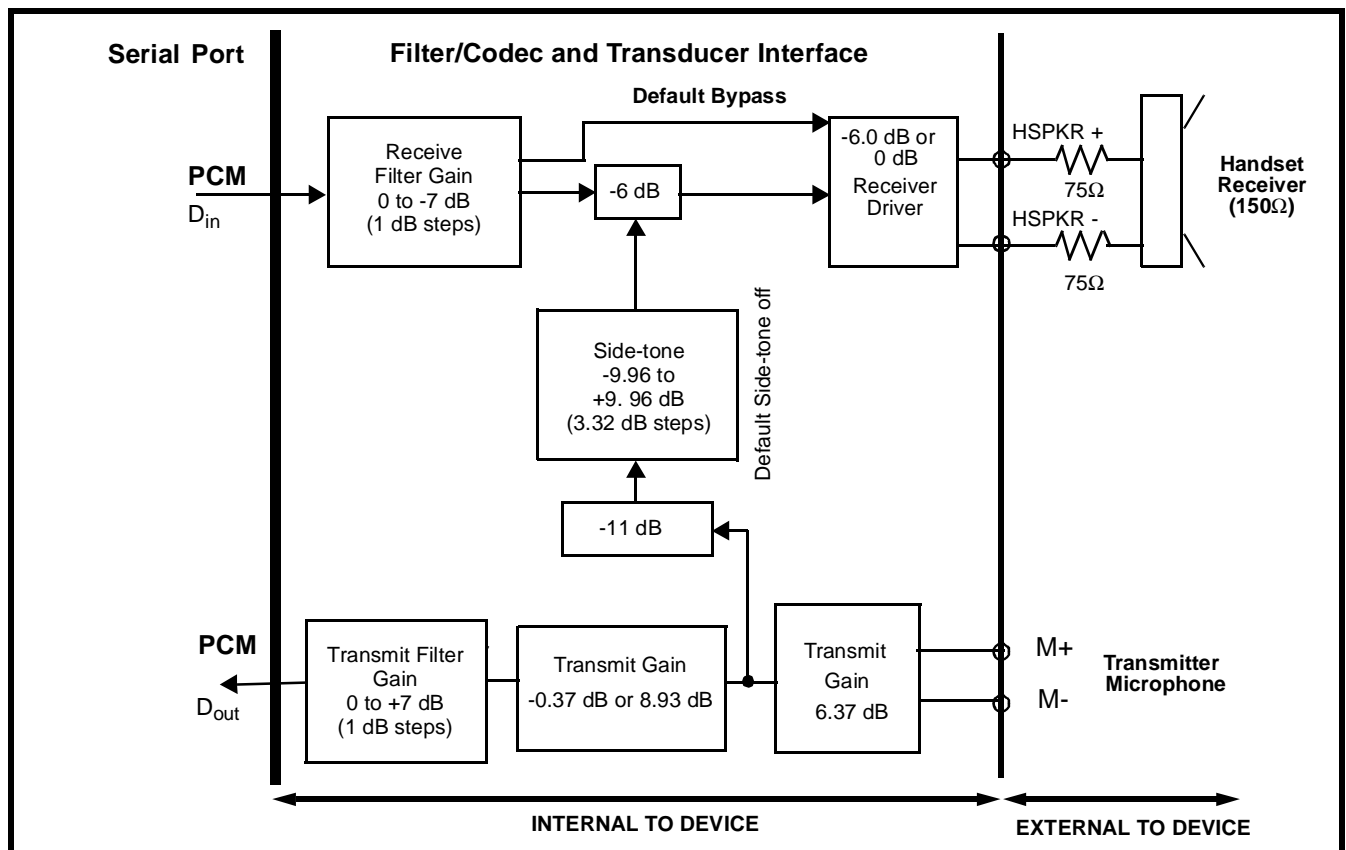 Serial Port
Filter/Codec and Transducer Interface
Default Bypass
PCM
Din
Receive
Filter Gain
0 to -7 dB
(1 dB steps)
-6 dB
-6.0 dB or
0 dB
Receiver
Driver
HSPKR +
75Ω
HSPKR -
75Ω
Handset
Receiver
(150Ω)
Side-tone
-9.96 to
+9. 96 dB
(3.32 dB steps)
Default Side-tone off
-11 dB
PCM
Dout
Transmit Filter
Gain
0 to +7 dB
(1 dB steps)
Transmit Gain
-0.37 dB or 8.93 dB
Transmit
Gain
6.37 dB
M+
M-
Transmitter
Microphone
INTERNAL TO DEVICE
EXTERNAL TO DEVICE